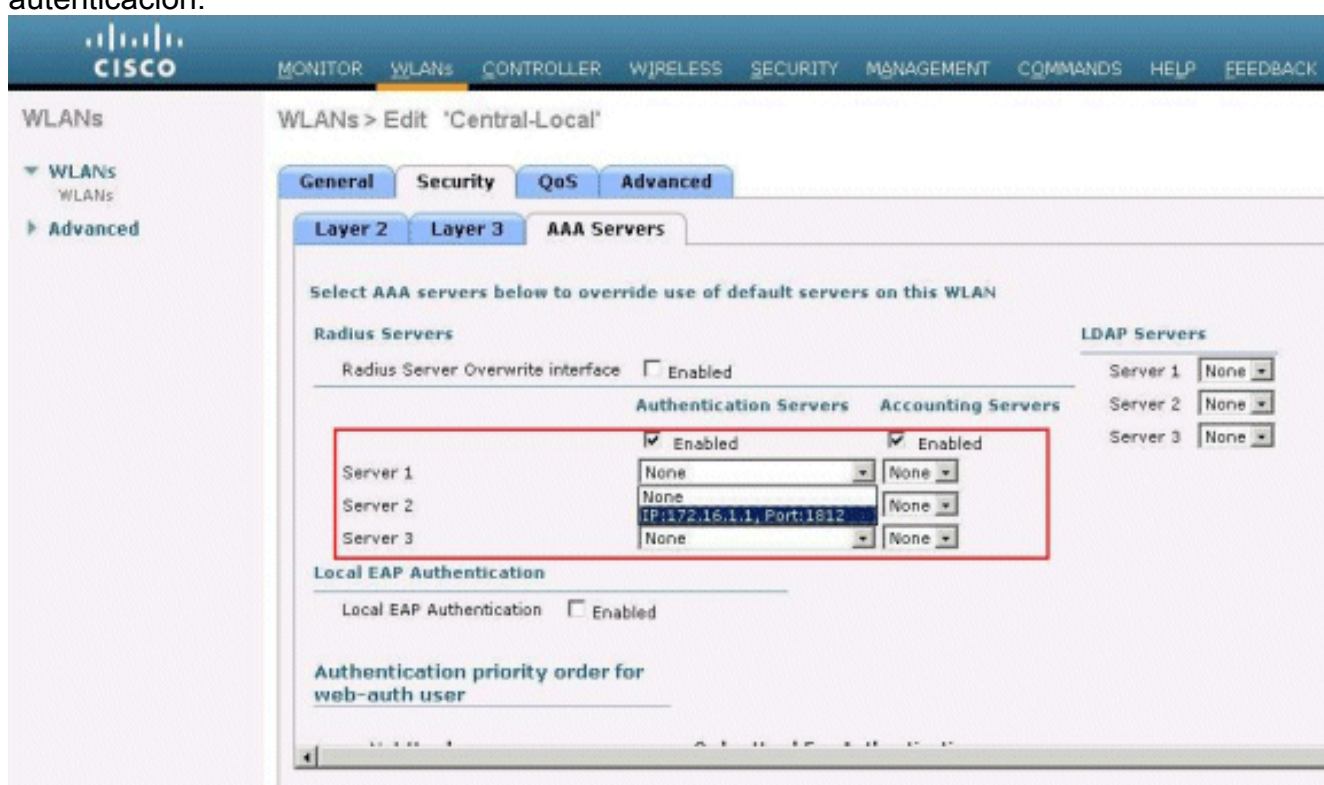 autenticación.
CISCO
MONITOR WLANs CONTROLLER WIRELESS SECURITY MANAGEMENT COMMANDS HELP FEEDBACK
WLANs
WLANs > Edit 'Central-Local'
WLANs
WLANs
Advanced
General Security QoS Advanced
Layer 2 Layer 3 AAA Servers
Select AAA servers below to override use of default servers on this WLAN
Radius Servers
LDAP Servers
Radius Server Overwrite interface Enabled
Server 1 None
Authentication Servers Accounting Servers
Server 2 None
Enabled Enabled
Server 3 None
Server 1 None None
None
Server 2 IP:172.16.1.1, Port:1812 None
Server 3 None None
Local EAP Authentication
Local EAP Authentication Enabled
Authentication priority order for
web-auth user